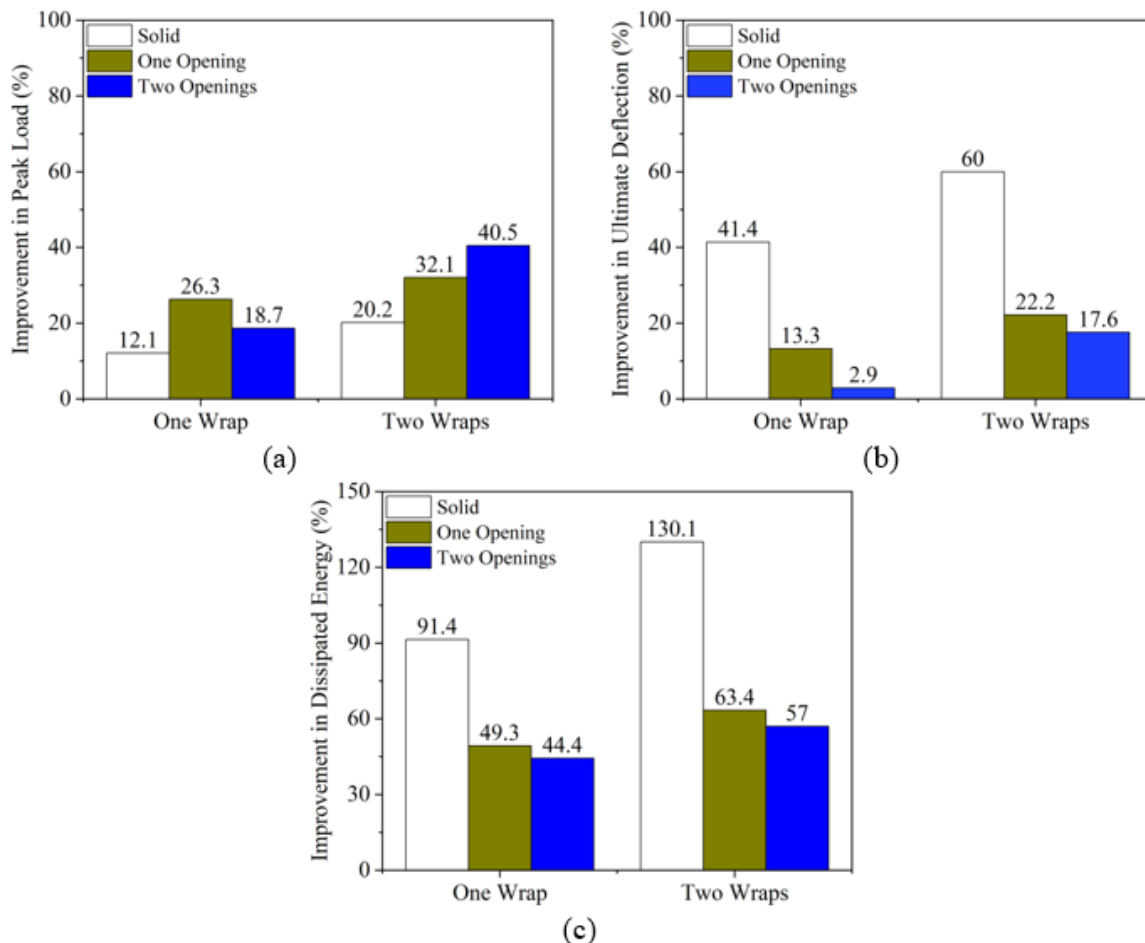 Improvement in Peak Load (%)
100
80
60
40
20
0
Solid
One Opening
Two Openings
12.1
26.3
18.7
20.2
32.1
40.5
One Wrap
Two Wraps
(a)
Improvement in Ultimate Deflection (%)
100
80
60
40
20
0
Solid
One Opening
Two Openings
41.4
13.3
2.9
60
22.2
17.6
One Wrap
Two Wraps
(b)
Improvement in Dissipated Energy (%)
150
120
90
60
30
0
Solid
One Opening
Two Openings
91.4
49.3
44.4
130.1
63.4
57
One Wrap
Two Wraps
(c)